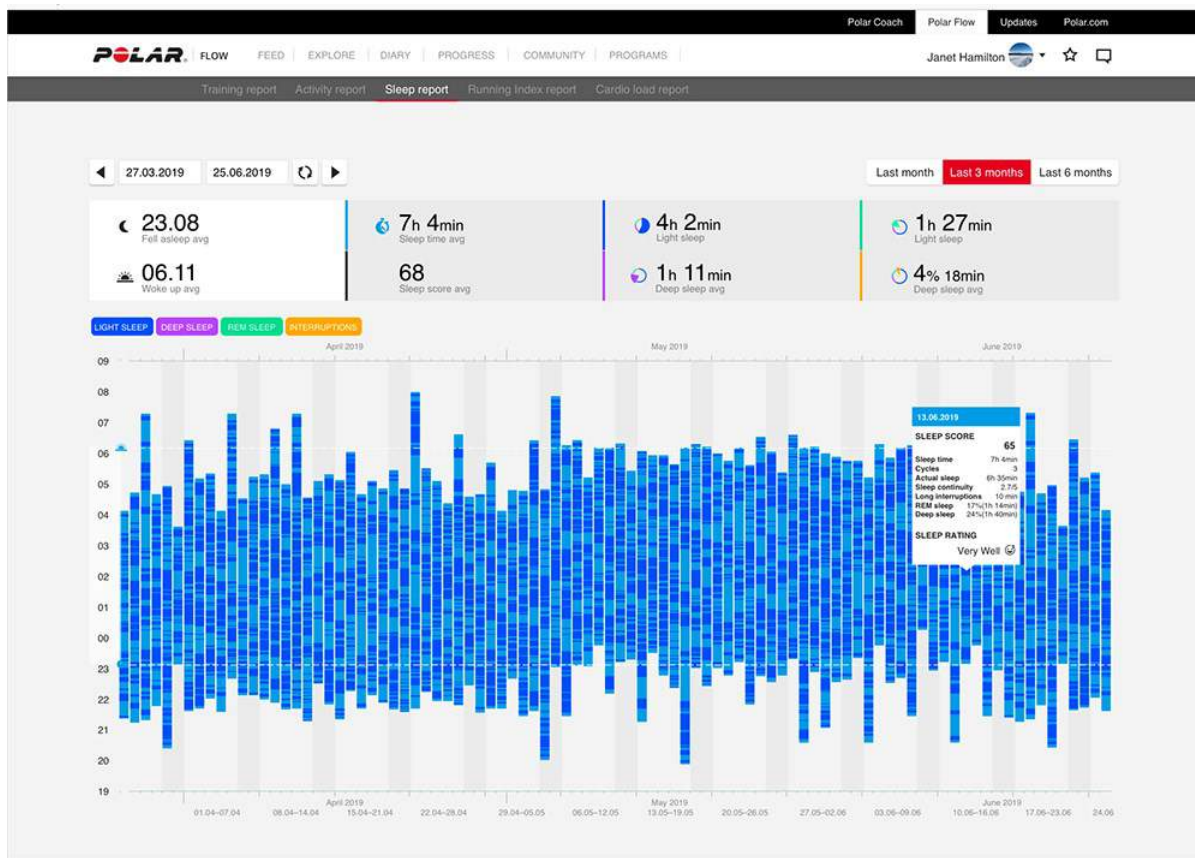 Polar Coach Polar Flow Updates Polar.com
POLAR. FLOW FEED EXPLORE DIARY PROGRESS COMMUNITY PROGRAMS Janet Hamilton
Training report Activity report Sleep report Running Index report Cardio load report
27.03.2019 25.06.2019 Last month Last 3 months Last 6 months
23.08 7h 4min 4h 2min 1h 27min
Fell asleep avg Sleep time avg Light sleep Light sleep
06.11 68 1h 11min 4% 18min
Woke up avg Sleep score avg Deep sleep avg Deep sleep avg
LIGHT SLEEP DEEP SLEEP REM SLEEP INTERRUPTIONS
April 2019 May 2019 June 2019
09
08
07
06
05
04
03
02
01
00
23
22
21
20
19
13.06.2019
SLEEP SCORE
65
Sleep time 7h 4min
Cycles 3
Actual sleep 6h 35min
Sleep continuity 2.7/5
Long interruptions 10 min
REM sleep 17%(1h 14min)
Deep sleep 24%(1h 40min)
SLEEP RATING
Very Well
April 2019 May 2019 June 2019
01.04–07.04 08.04–14.04 15.04–21.04 22.04–28.04 29.04–05.05 06.05–12.05 13.05–19.05 20.05–26.05 27.05–02.06 03.06–09.06 10.06–16.06 17.06–23.06 24.06